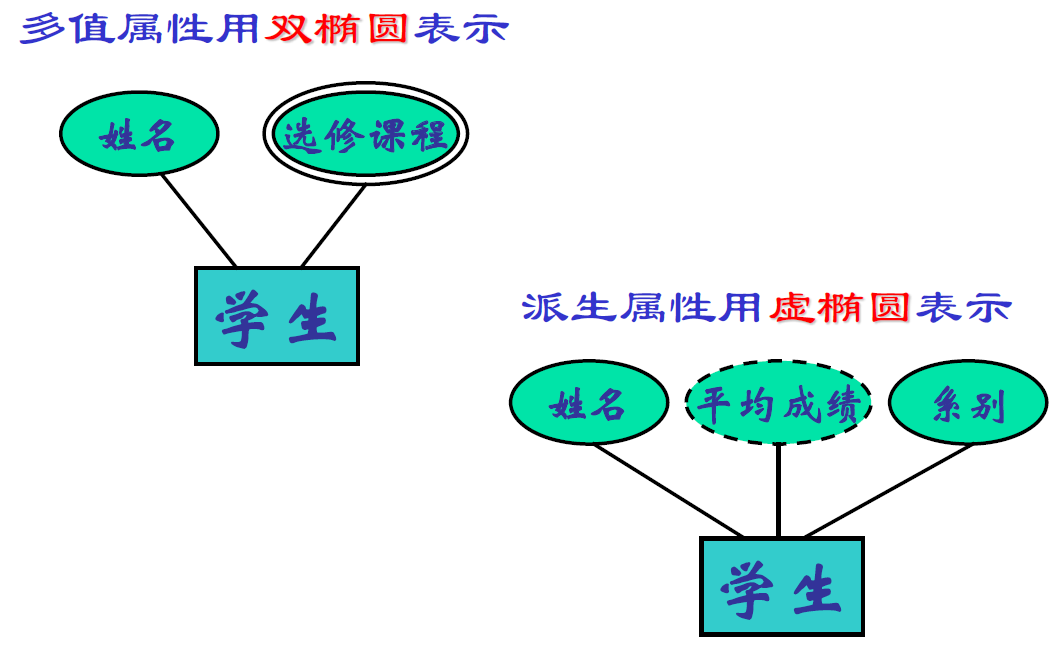 多值属性用双椭圆表示
姓名
选修课程
学生
派生属性用虚椭圆表示
姓名
平均成绩
系别
学生